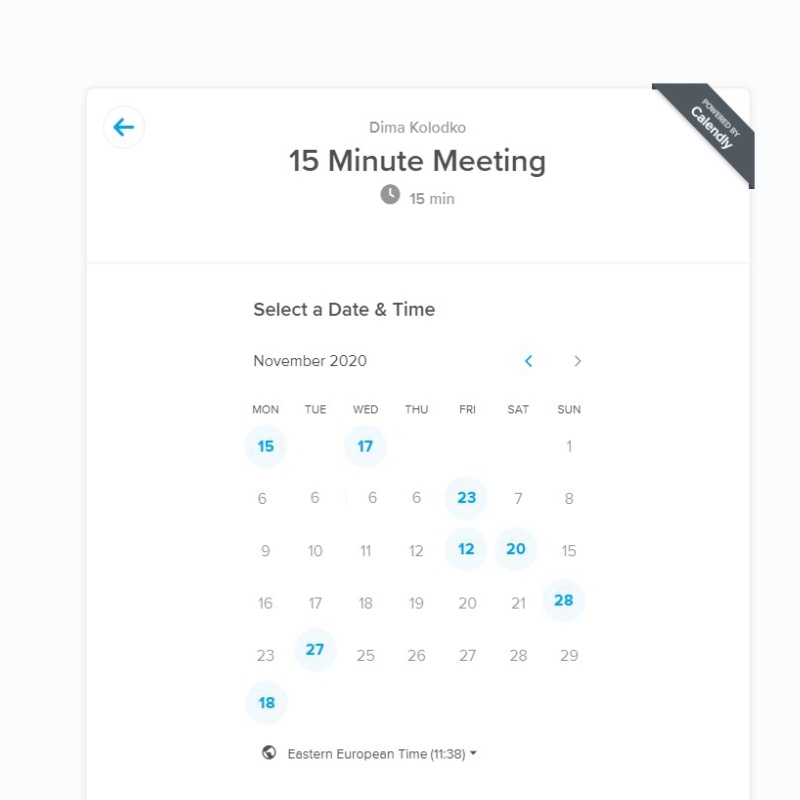 POWERED BY
Calendly
Dima Kolodko
15 Minute Meeting
15 min
Select a Date & Time
November 2020
MON TUE WED THU FRI SAT SUN
15 17 1
6 6 6 6 23 7 8
9 10 11 12 12 20 15
16 17 18 19 20 21 28
23 27 25 26 27 28 29
18
Eastern European Time (11:38)